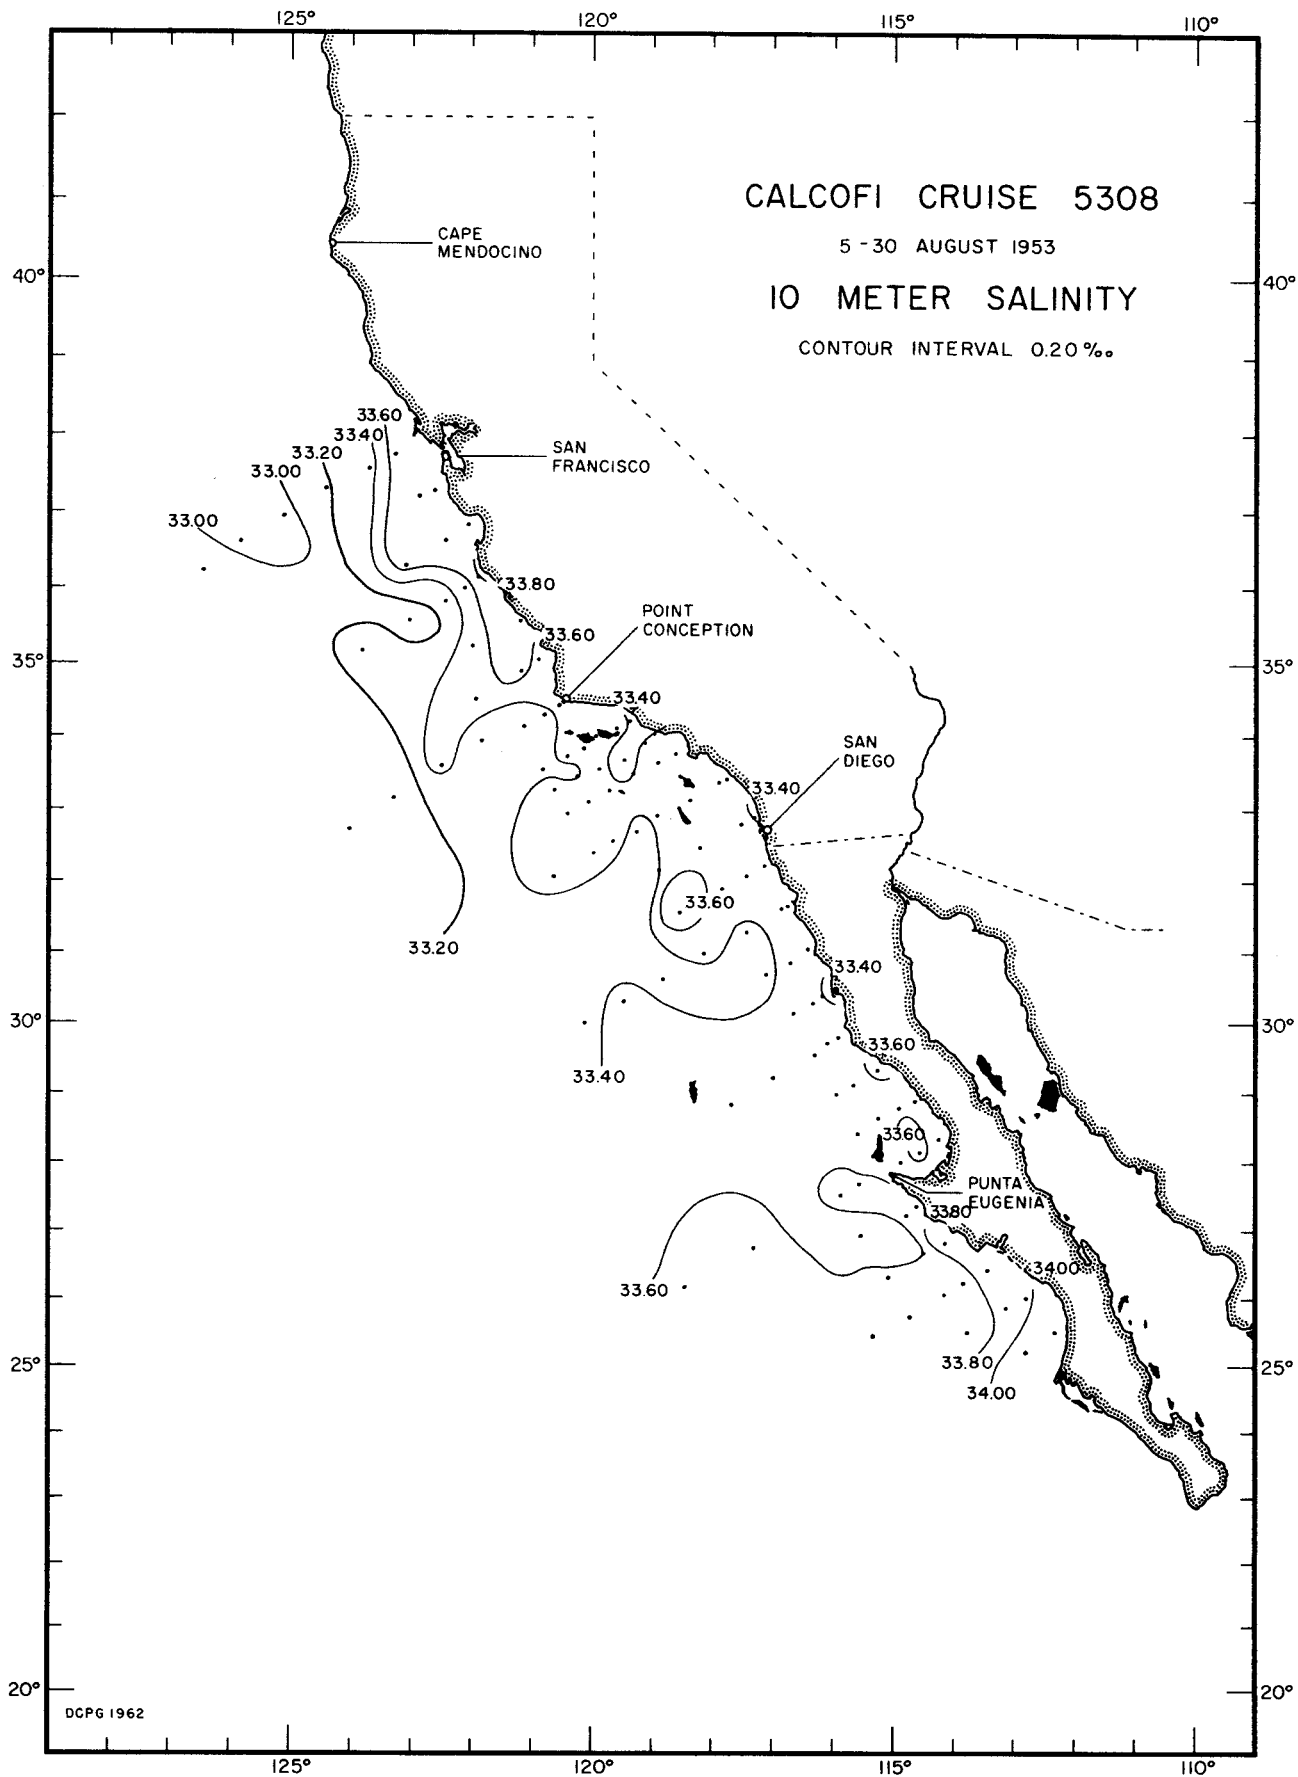 125° 120° 115° 110°
CALCOFI CRUISE 5308
5-30 AUGUST 1953
10 METER SALINITY
CONTOUR INTERVAL 0.20‰
CAPE
MENDOCINO
40° 40°
33.60
33.40
33.20
33.00
33.00
SAN
FRANCISCO
33.80
POINT
CONCEPTION
33.60
35° 35°
33.40
SAN
DIEGO
33.40
33.60
33.20
33.40
30° 30°
33.60
33.40
33.60
PUNTA
EUGENIA
33.80
34.00
33.60
33.80
25° 25°
34.00
20° 20°
DCPG 1962
125° 120° 115° 110°